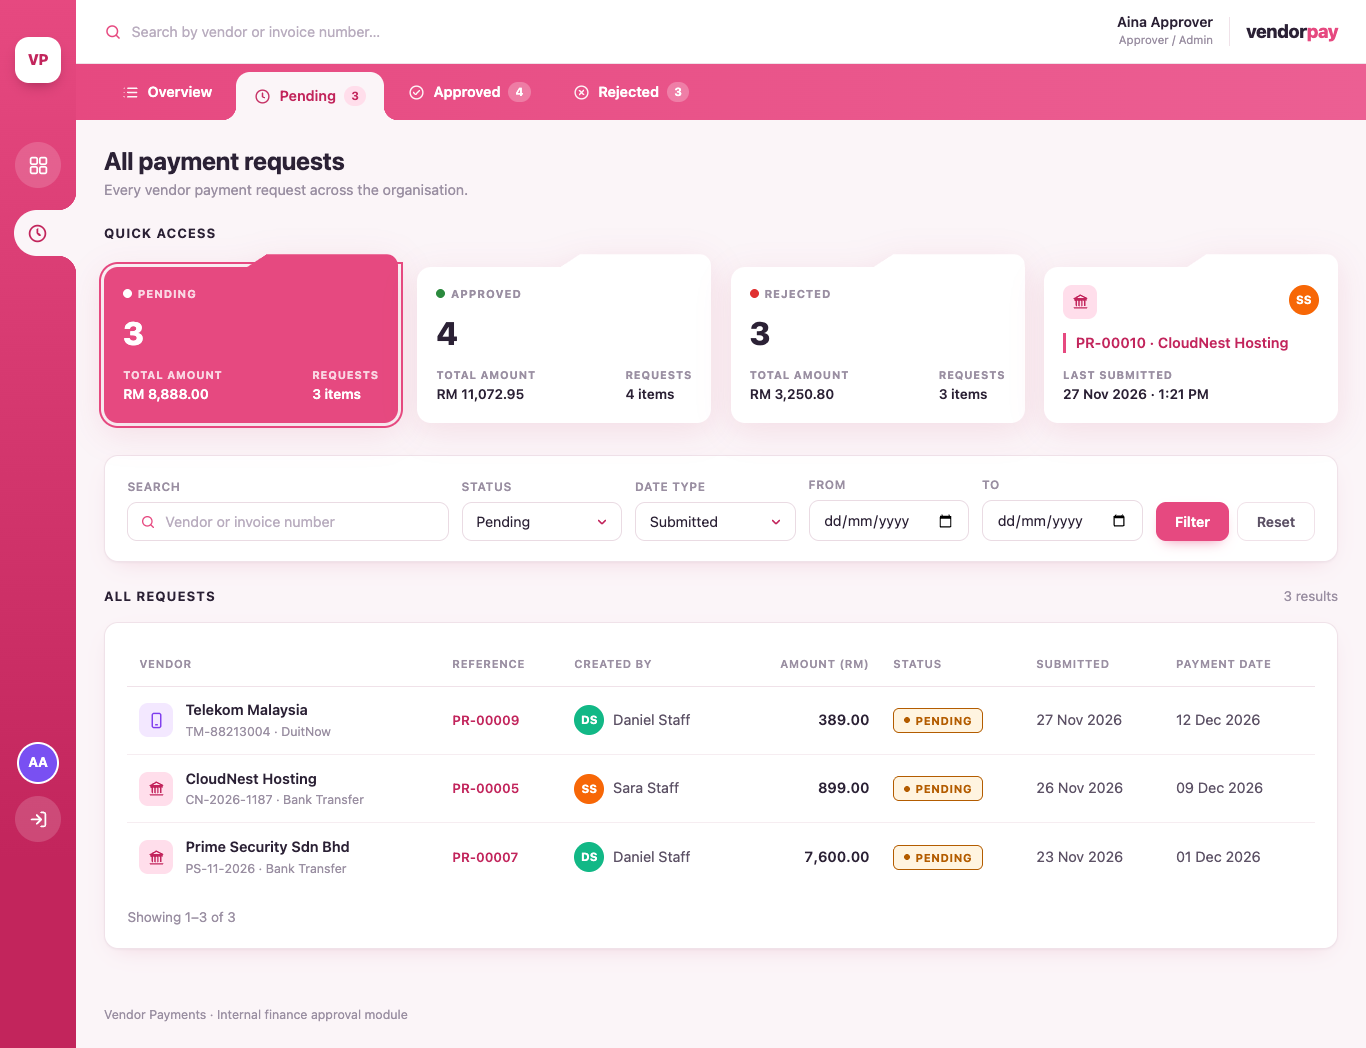 VP
Search by vendor or invoice number...
Aina Approver
Approver / Admin
vendorpay
Overview
Pending 3
Approved 4
Rejected 3
All payment requests
Every vendor payment request across the organisation.
QUICK ACCESS
PENDING
3
TOTAL AMOUNT REQUESTS
RM 8,888.00 3 items
APPROVED
4
TOTAL AMOUNT REQUESTS
RM 11,072.95 4 items
REJECTED
3
TOTAL AMOUNT REQUESTS
RM 3,250.80 3 items
SS
PR-00010 · CloudNest Hosting
LAST SUBMITTED
27 Nov 2026 · 1:21 PM
SEARCH STATUS DATE TYPE FROM TO
Vendor or invoice number Pending Submitted dd/mm/yyyy dd/mm/yyyy Filter Reset
ALL REQUESTS 3 results
VENDOR REFERENCE CREATED BY AMOUNT (RM) STATUS SUBMITTED PAYMENT DATE
Telekom Malaysia
TM-88213004 · DuitNow
PR-00009 DS Daniel Staff 389.00 PENDING 27 Nov 2026 12 Dec 2026
CloudNest Hosting
CN-2026-1187 · Bank Transfer
PR-00005 SS Sara Staff 899.00 PENDING 26 Nov 2026 09 Dec 2026
Prime Security Sdn Bhd
PS-11-2026 · Bank Transfer
PR-00007 DS Daniel Staff 7,600.00 PENDING 23 Nov 2026 01 Dec 2026
Showing 1–3 of 3
AA
Vendor Payments · Internal finance approval module